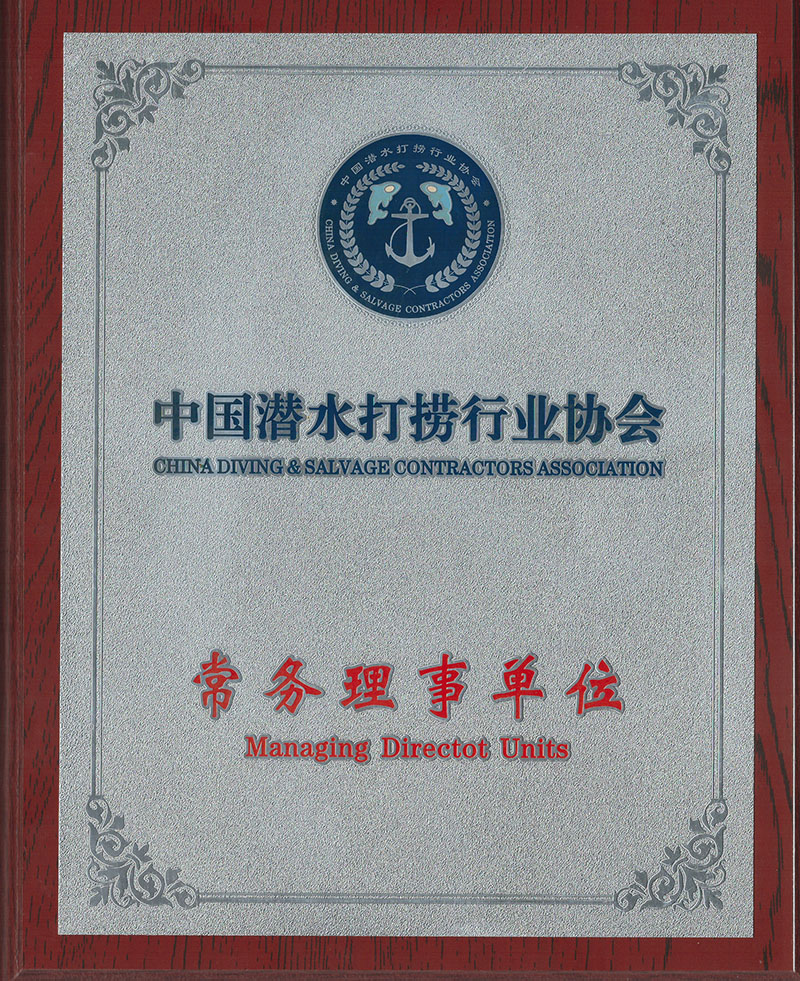 中国潜水打捞行业协会
CHINA DIVING & SALVAGE CONTRACTORS ASSOCIATION
中国潜水打捞行业协会
CHINA DIVING & SALVAGE CONTRACTORS ASSOCIATION
常务理事单位
Managing Directot Units